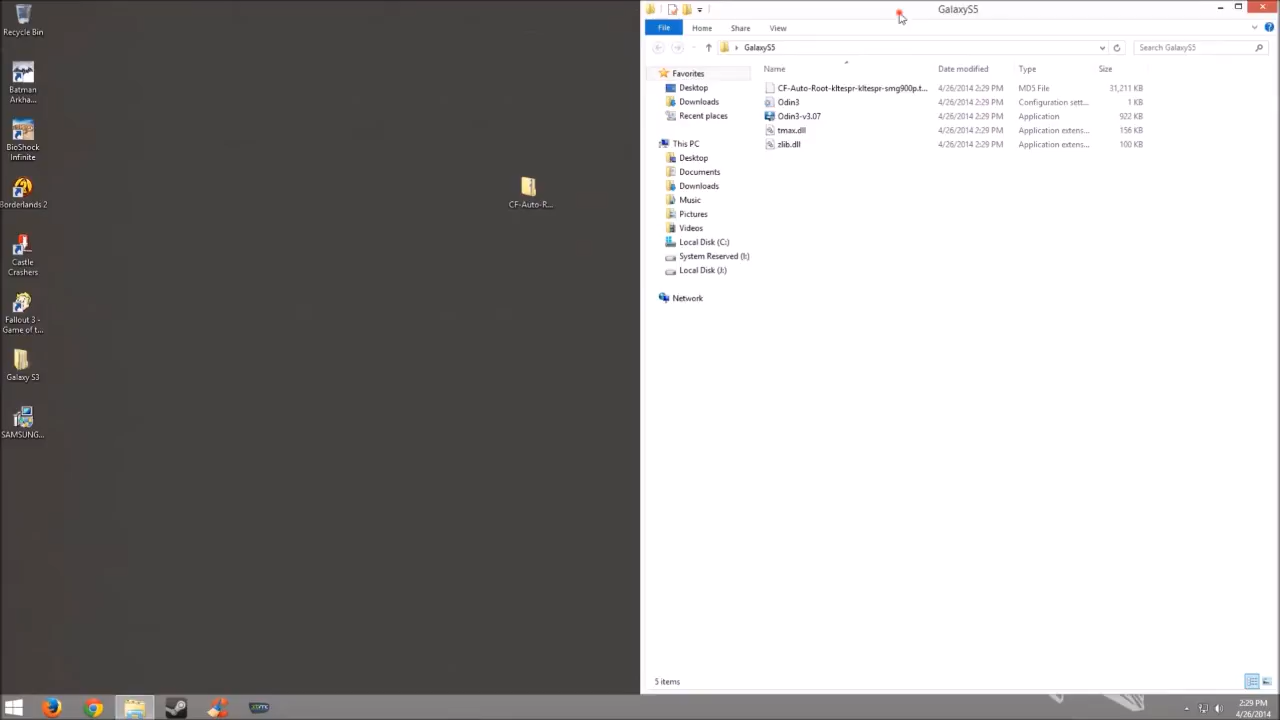 GalaxyS5
File
Home
Share
View
GalaxyS5
Search GalaxyS5
Name
Date modified
Type
Size
CF-Auto-Root-kltespr-kltespr-smg900p.t...
4/26/2014 2:29 PM
MD5 File
31,211 KB
Odin3
4/26/2014 2:29 PM
Configuration sett...
1 KB
Odin3-v3.07
4/26/2014 2:29 PM
Application
922 KB
tmax.dll
4/26/2014 2:29 PM
Application extens...
156 KB
zlib.dll
4/26/2014 2:29 PM
Application extens...
100 KB
Favorites
Desktop
Downloads
Recent places
This PC
Desktop
Documents
Downloads
Music
Pictures
Videos
Local Disk (C:)
System Reserved (I:)
Local Disk (J:)
Network
5 items
Recycle Bin
Batman
Arkha...
BioShock
Infinite
Borderlands 2
Castle
Crashers
Fallout 3 -
Game of t...
Galaxy S3
SAMSUNG...
CF-Auto-R...
2:29 PM
4/26/2014